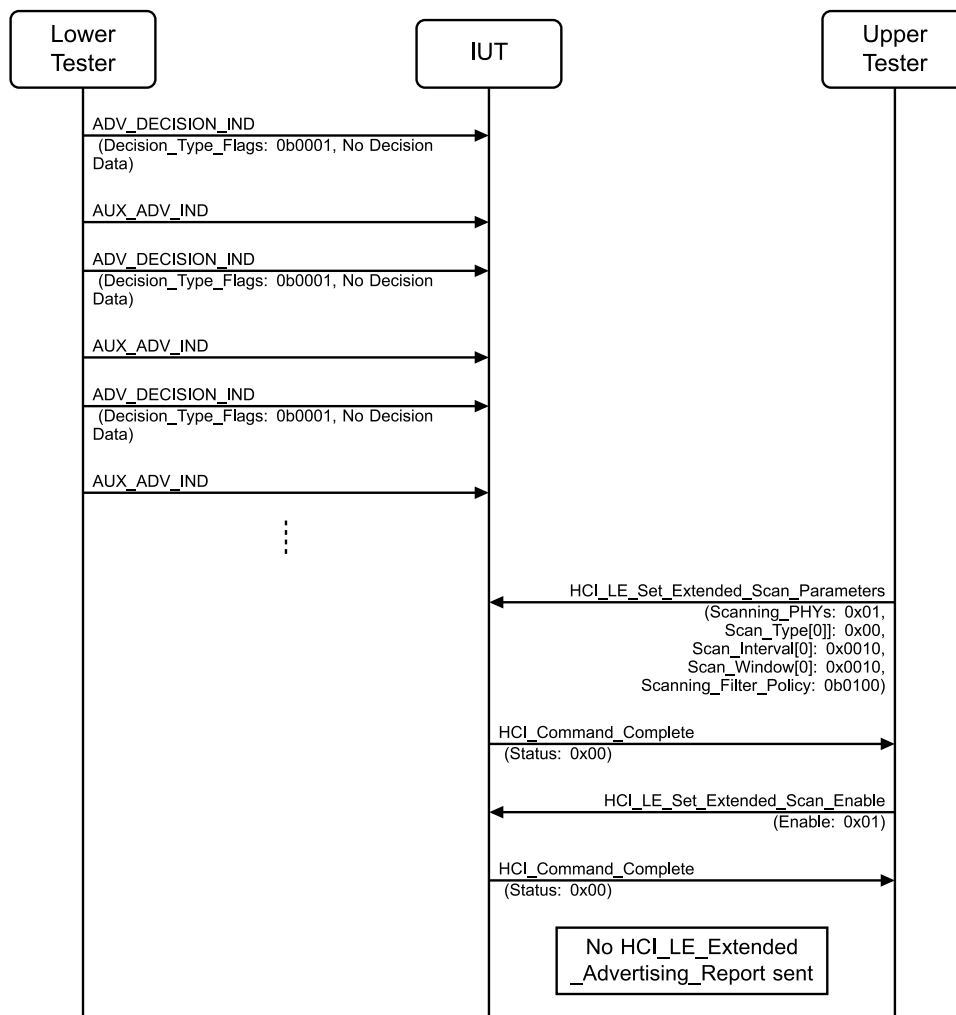 Lower
Tester
IUT
Upper
Tester
ADV_DECISION_IND
(Decision_Type_Flags: 0b0001, No Decision
Data)
AUX_ADV_IND
ADV_DECISION_IND
(Decision_Type_Flags: 0b0001, No Decision
Data)
AUX_ADV_IND
ADV_DECISION_IND
(Decision_Type_Flags: 0b0001, No Decision
Data)
AUX_ADV_IND
HCI_LE_Set_Extended_Scan_Parameters
(Scanning_PHYs: 0x01,
Scan_Type[0]]: 0x00,
Scan_Interval[0]: 0x0010,
Scan_Window[0]: 0x0010,
Scanning_Filter_Policy: 0b0100)
HCI_Command_Complete
(Status: 0x00)
HCI_LE_Set_Extended_Scan_Enable
(Enable: 0x01)
HCI_Command_Complete
(Status: 0x00)
No HCI_LE_Extended
_Advertising_Report sent